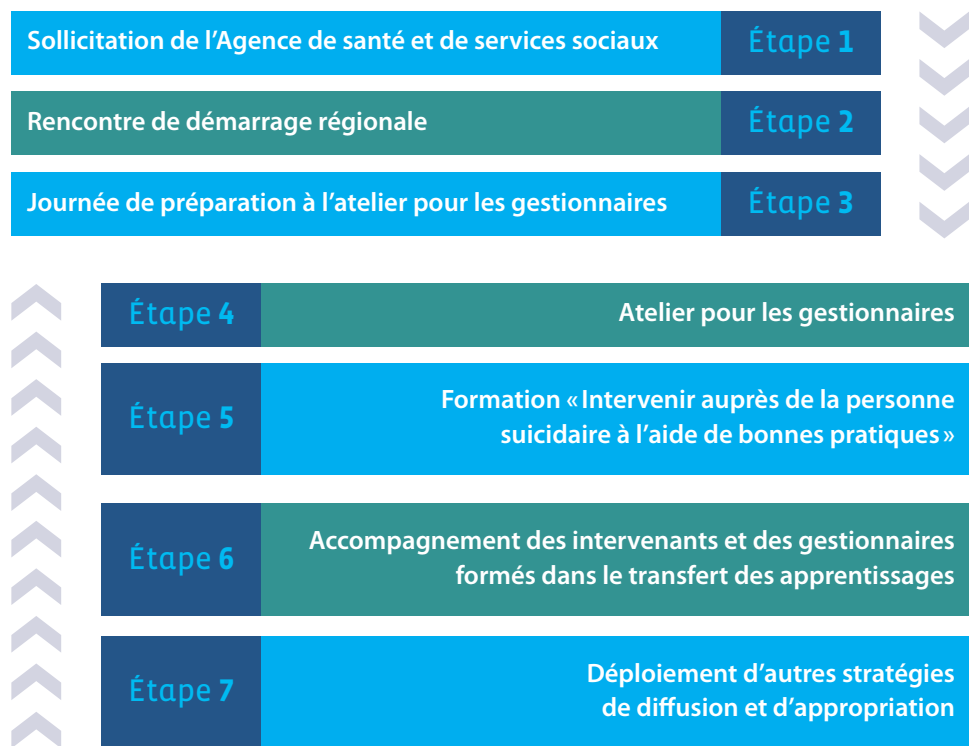 Sollicitation de l’Agence de santé et de services sociaux
Étape 1
Rencontre de démarrage régionale
Étape 2
Journée de préparation à l’atelier pour les gestionnaires
Étape 3
Étape 4
Atelier pour les gestionnaires
Étape 5
Formation «Intervenir auprès de la personne
suicidaire à l’aide de bonnes pratiques»
Étape 6
Accompagnement des intervenants et des gestionnaires
formés dans le transfert des apprentissages
Étape 7
Déploiement d’autres stratégies
de diffusion et d’appropriation